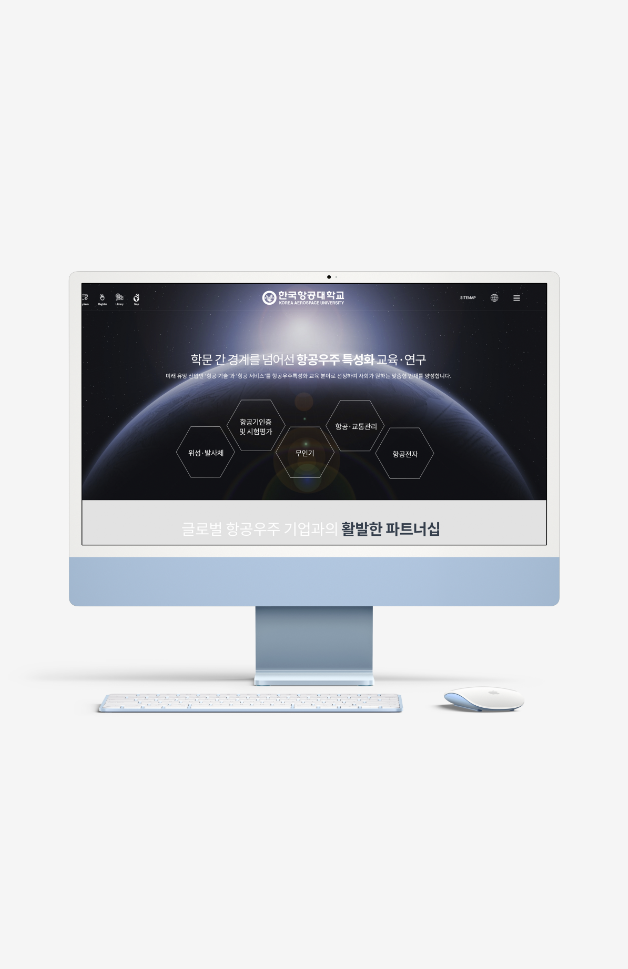 한국항공대학교
KOREA AEROSPACE UNIVERSITY
SITEMAP
학문 간 경계를 넘어선 항공우주 특성화 교육·연구
항공기인증
및 시험평가
항공·교통관리
위성·발사체
무인기
항공전자
글로벌 항공우주 기업과의 활발한 파트너십